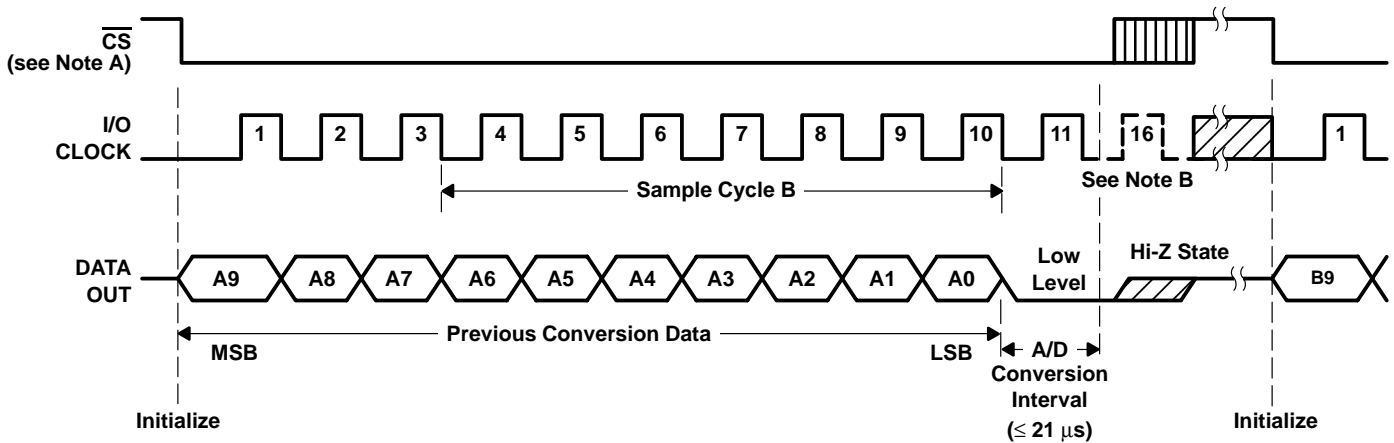 CS
(see Note A)
I/O
CLOCK
1 2 3 4 5 6 7 8 9 10 11 16 1
See Note B
Sample Cycle B
DATA
OUT
A9 A8 A7 A6 A5 A4 A3 A2 A1 A0
Low
Level
Hi-Z State
B9
Previous Conversion Data
MSB LSB
A/D
Conversion
Interval
(≤ 21 μs)
Initialize Initialize